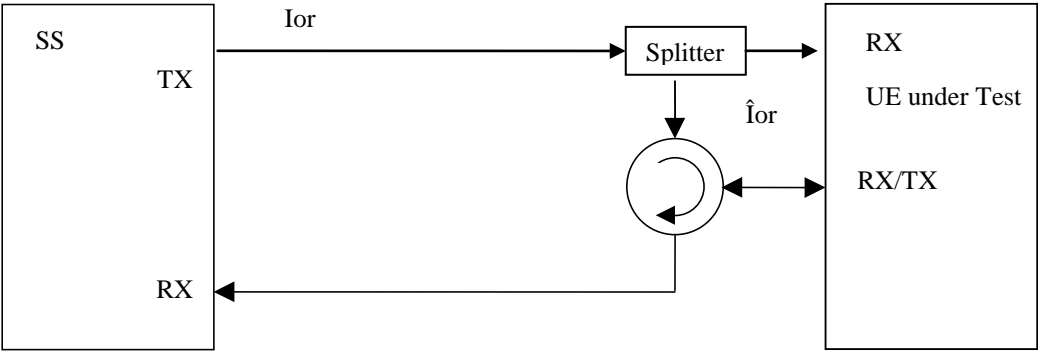 Ior
SS
TX
Splitter
RX
UE under Test
Îor
RX/TX
RX